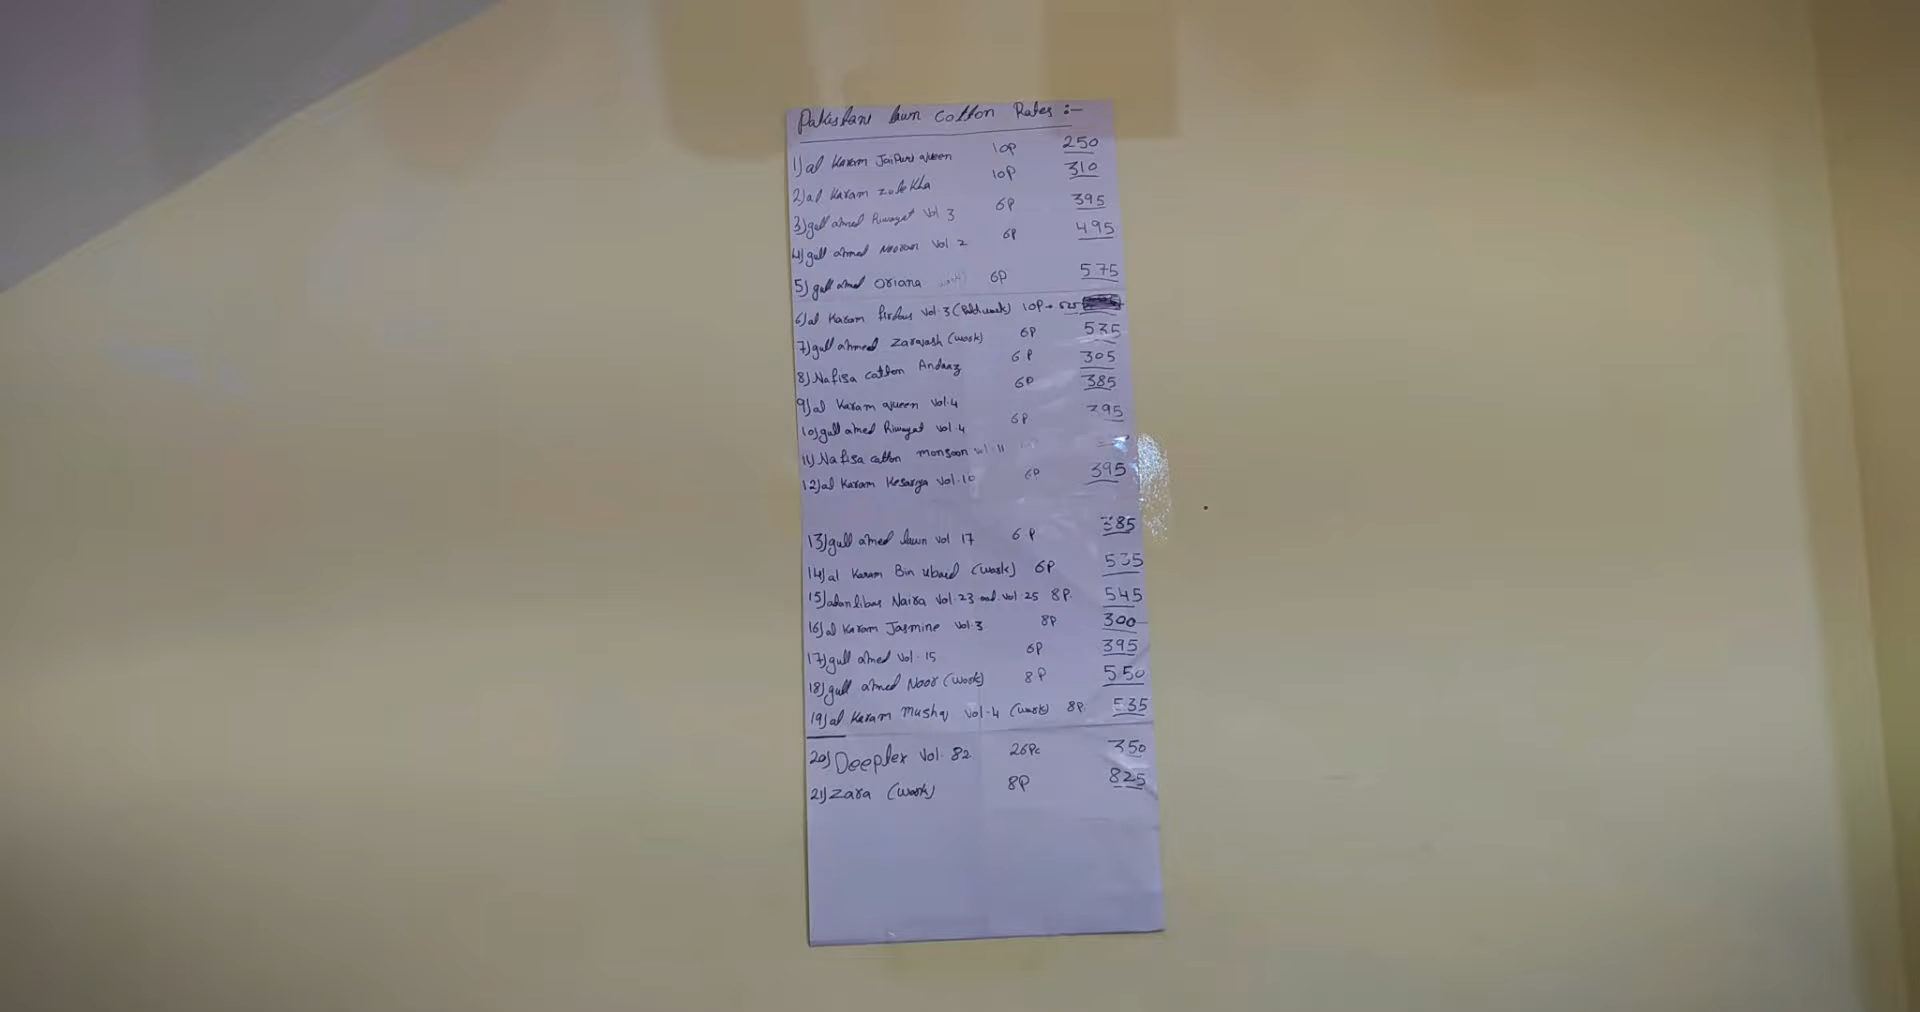 Pakistani lawn Cotton Rates :-
1) al Karam Jaipuri queen 10P 250
2) al Karam Zulekha 10P 310
3) gull ahmed Riwayat Vol 3 6P 395
4) gull ahmed Noorani Vol 2 6P 495
5) gull ahmed Oriana 6P 575
6) al Karam firdous Vol.3 10P → 525
7) gull ahmed Zarqash (work) 6P 535
8) Nafisa cotton Andaaz 6P 305
9) al Karam queen Vol.4 6P 385
10) gull ahmed Riwayat Vol.4 6P 395
11) Nafisa cotton monsoon vol.11
12) al Karam Kesariya Vol.10 6P 395
13) gull ahmed lawn vol 17 6P 385
14) al Karam Bin Ubaid (work) 6P 535
15) adan libas Naira Vol.23 and vol 25 8P. 545
16) al Karam Jasmine Vol.3 8P 300
17) gull ahmed Vol.15 6P 395
18) gull ahmed Noor (work) 8P 550
19) al Karam Mushq Vol-4 (work) 8P. 535
20) Deeptex Vol. 82 26Pc 350
21) Zara (work) 8P 825